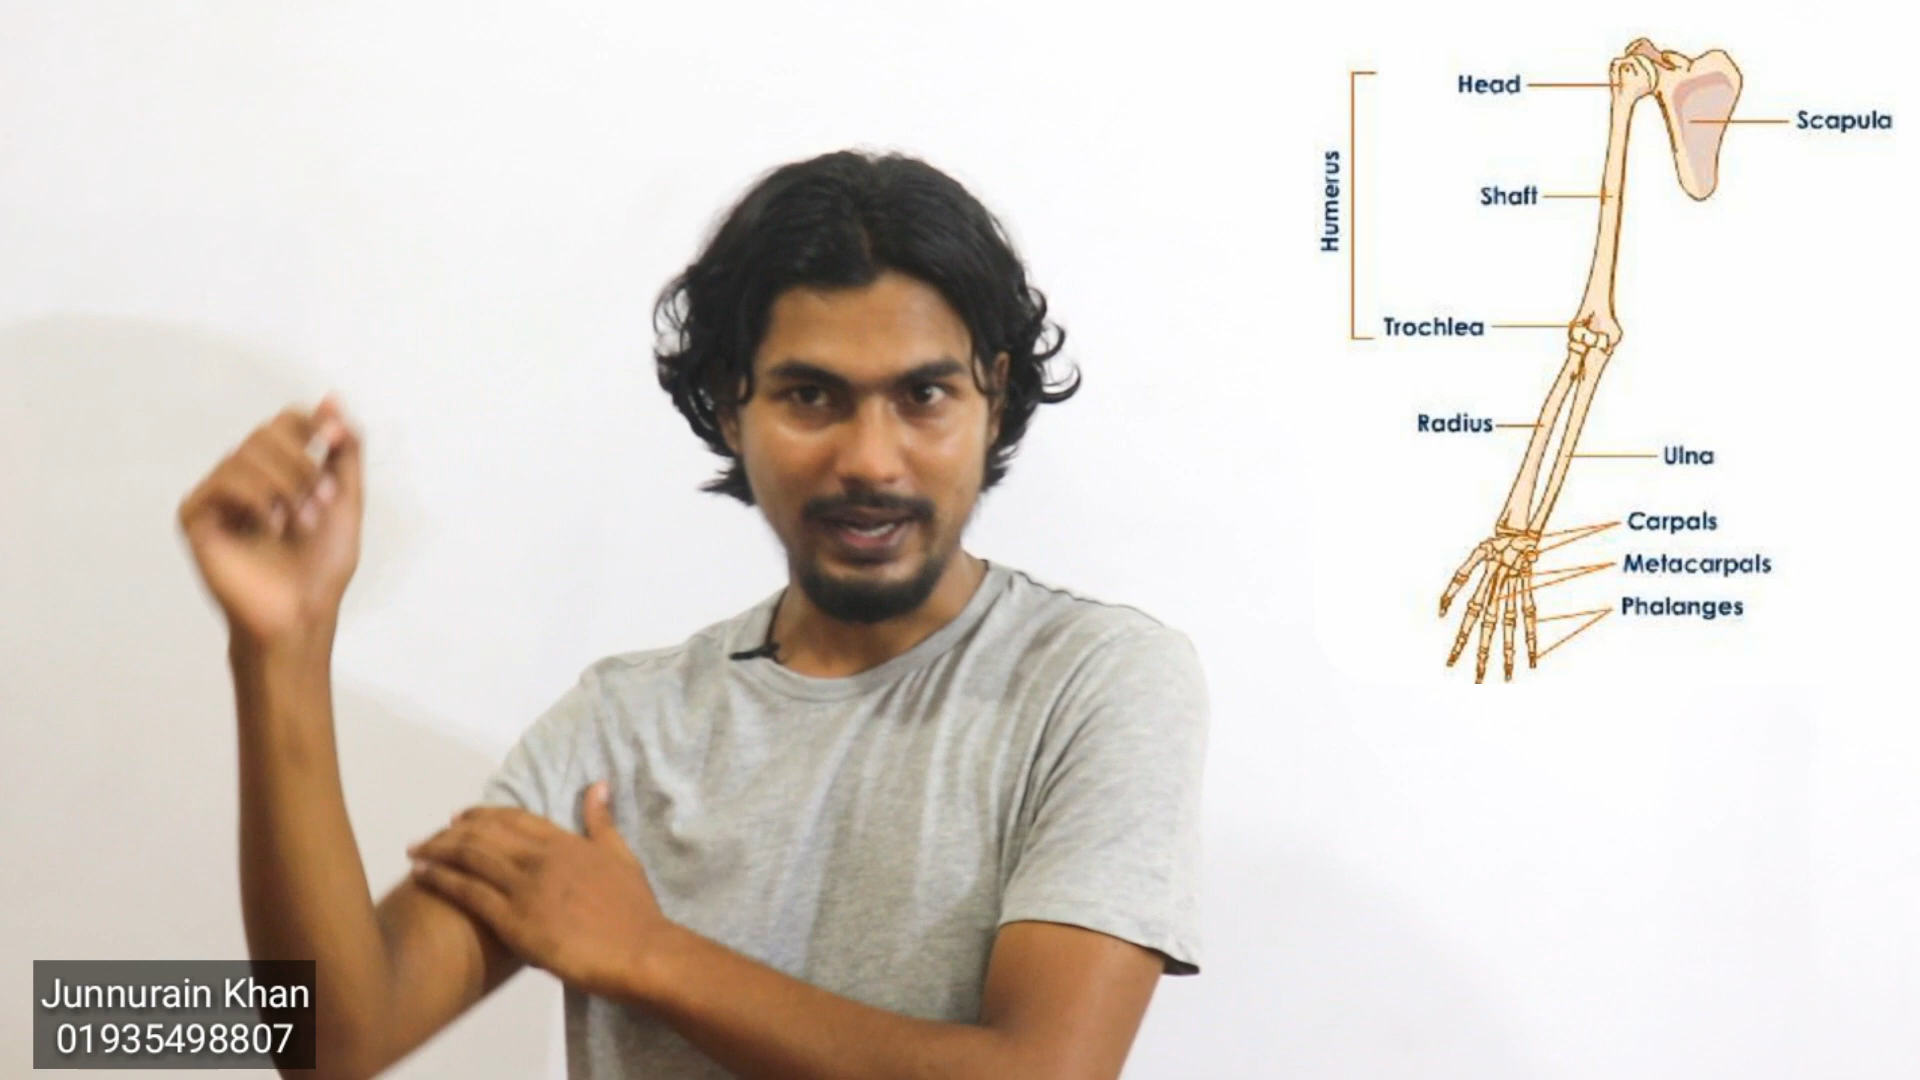 Head
Scapula
Humerus
Shaft
Trochlea
Radius
Ulna
Carpals
Metacarpals
Phalanges
Junnurain Khan
01935498807